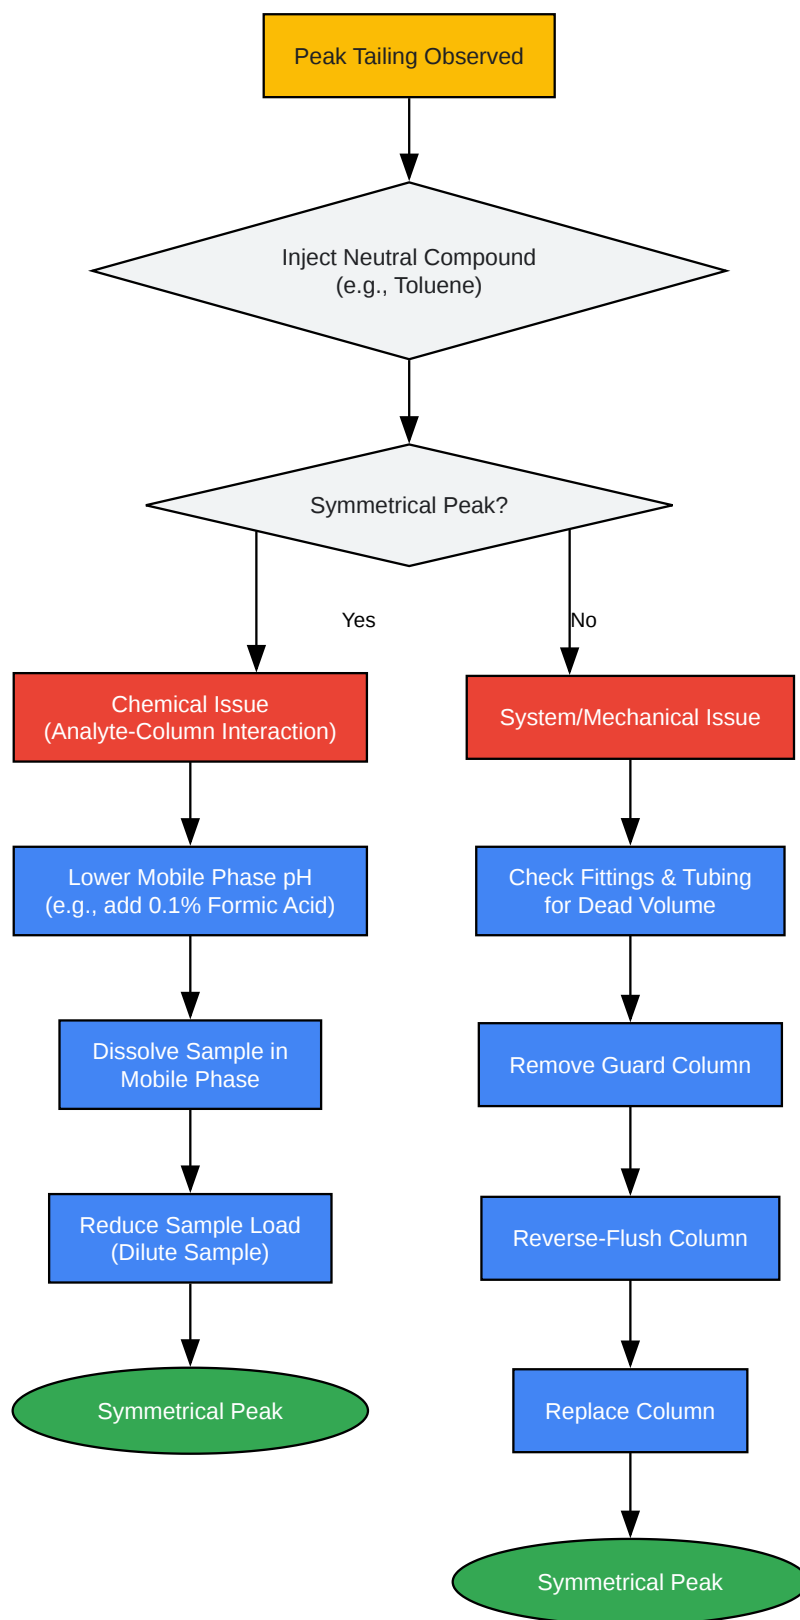 Peak Tailing Observed
Inject Neutral Compound
(e.g., Toluene)
Symmetrical Peak?
Yes
No
Chemical Issue
(Analyte-Column Interaction)
System/Mechanical Issue
Lower Mobile Phase pH
(e.g., add 0.1% Formic Acid)
Check Fittings & Tubing
for Dead Volume
Dissolve Sample in
Mobile Phase
Remove Guard Column
Reduce Sample Load
(Dilute Sample)
Reverse-Flush Column
Symmetrical Peak
Replace Column
Symmetrical Peak